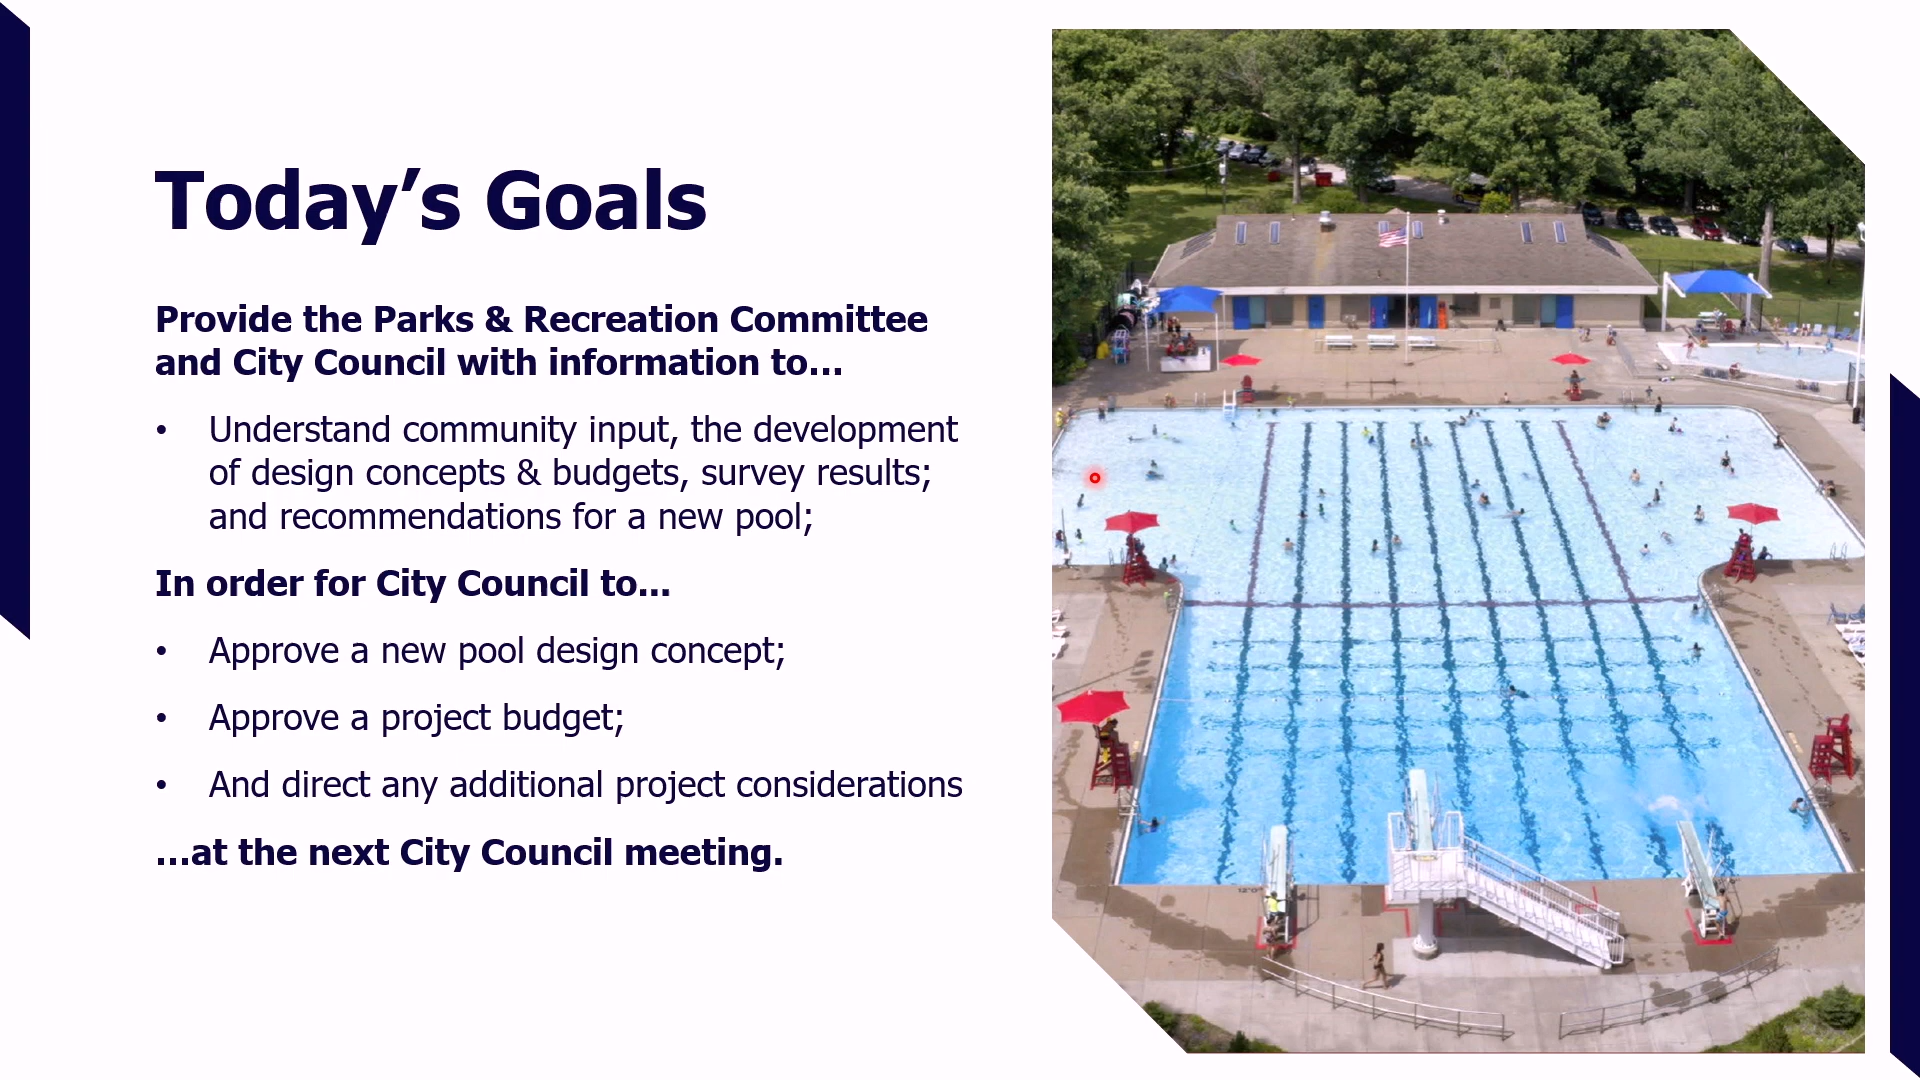 Today’s Goals
Provide the Parks & Recreation Committee
and City Council with information to…
• Understand community input, the development
of design concepts & budgets, survey results;
and recommendations for a new pool;
In order for City Council to...
• Approve a new pool design concept;
• Approve a project budget;
• And direct any additional project considerations
…at the next City Council meeting.